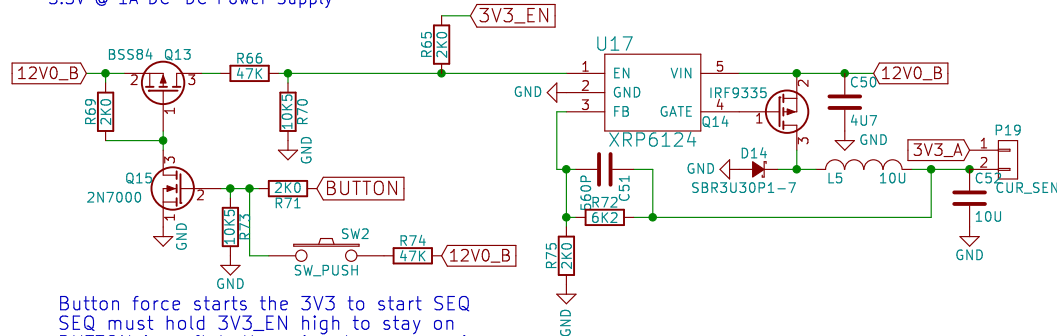 3.3V @ 1A DC-DC Power Supply
3V3_EN
BSS84 Q13
12V0_B
2 3
1
R66
47K
R65
2K0
U17
1 EN
2 GND
3 FB
VIN 5
GATE 4
XRP6124
GND
12V0_B
IRF9335
Q14
2
1
3
C50
4U7
GND
R69
2K0
10K5
R70
GND
Q15
2N7000
3
2
1
GND
2K0
R71
BUTTON
10K5
R73
GND
SW2
SW_PUSH
R74
47K
12V0_B
560P
C51
R72
6K2
R75
2K0
GND
GND
D14
SBR3U30P1-7
L5 10U
3V3_A
P19
1
2
CUR_SEN
C52
10U
GND
Button force starts the 3V3 to start SEQ
SEQ must hold 3V3_EN high to stay on